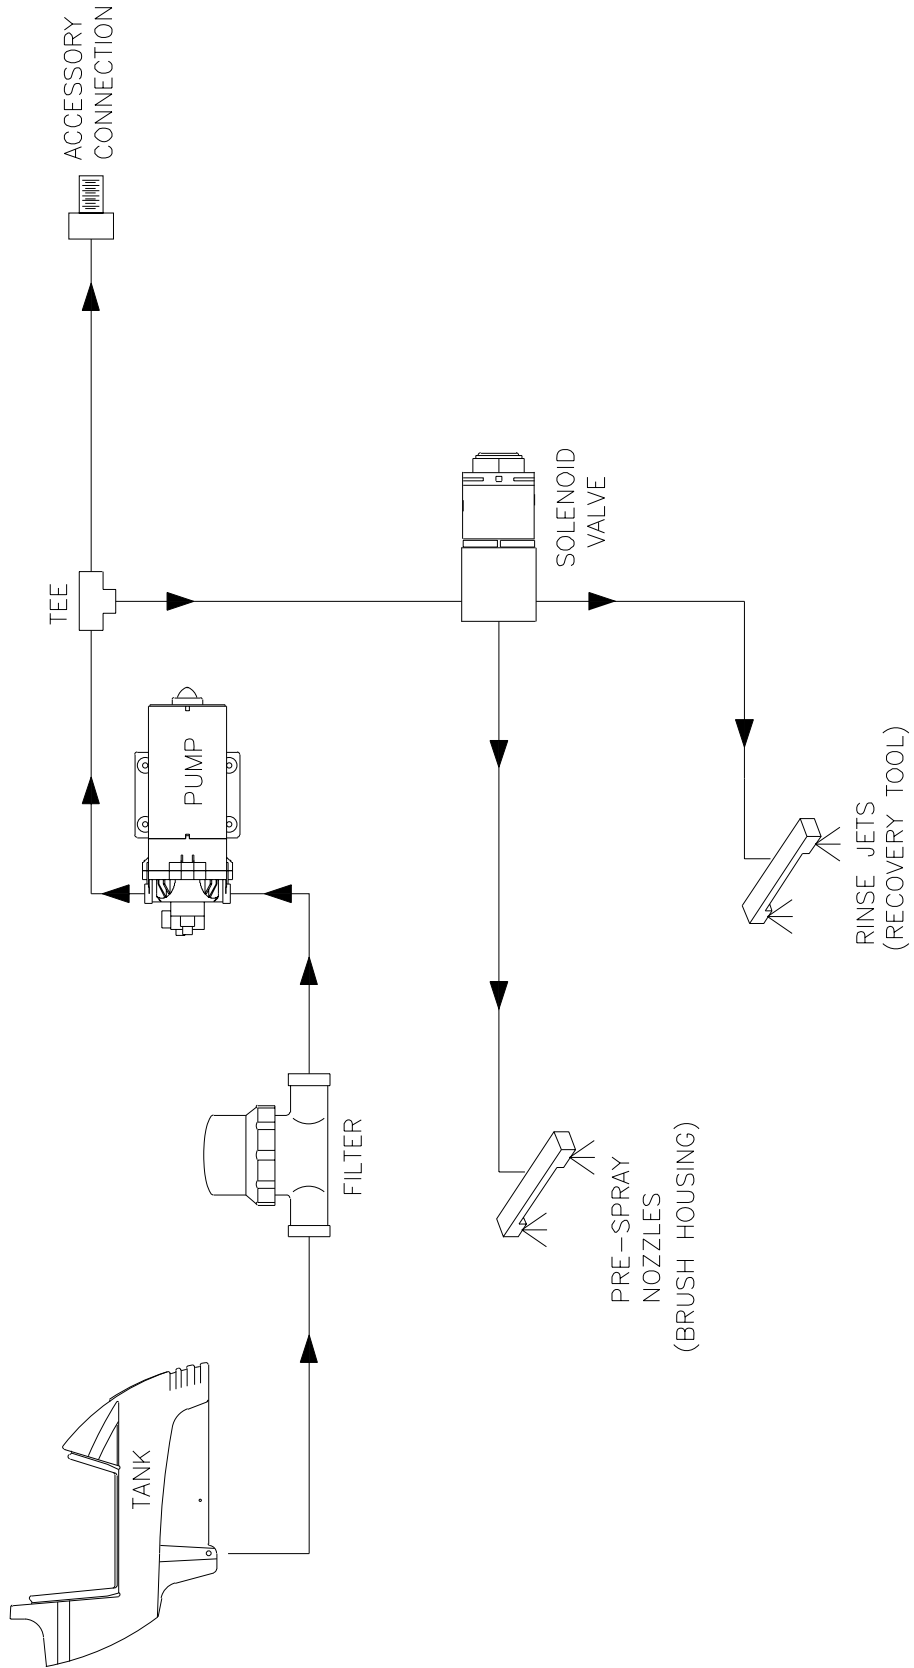 TANK
FILTER
PUMP
TEE
ACCESSORY
CONNECTION
SOLENOID
VALVE
PRE-SPRAY
NOZZLES
(BRUSH HOUSING)
RINSE JETS
(RECOVERY TOOL)